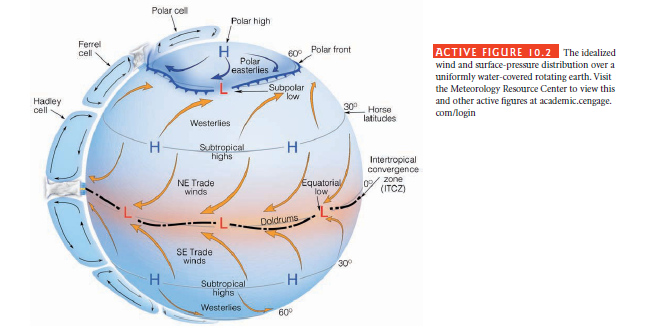 Polar cell
Polar high
Ferrel
cell
H
60°
Polar front
Polar
easterlies
L
Subpolar
low
Hadley
cell
30°
Horse
latitudes
Westerlies
H
Subtropical
highs
H
Intertropical
convergence
zone
(ITCZ)
0°
NE Trade
winds
Equatorial
low
L
L
L
Doldrums
SE Trade
winds
30°
H
Subtropical
highs
H
Westerlies
60°
ACTIVE FIGURE 10.2 The idealized
wind and surface-pressure distribution over a
uniformly water-covered rotating earth. Visit
the Meteorology Resource Center to view this
and other active figures at academic.cengage.
com/login